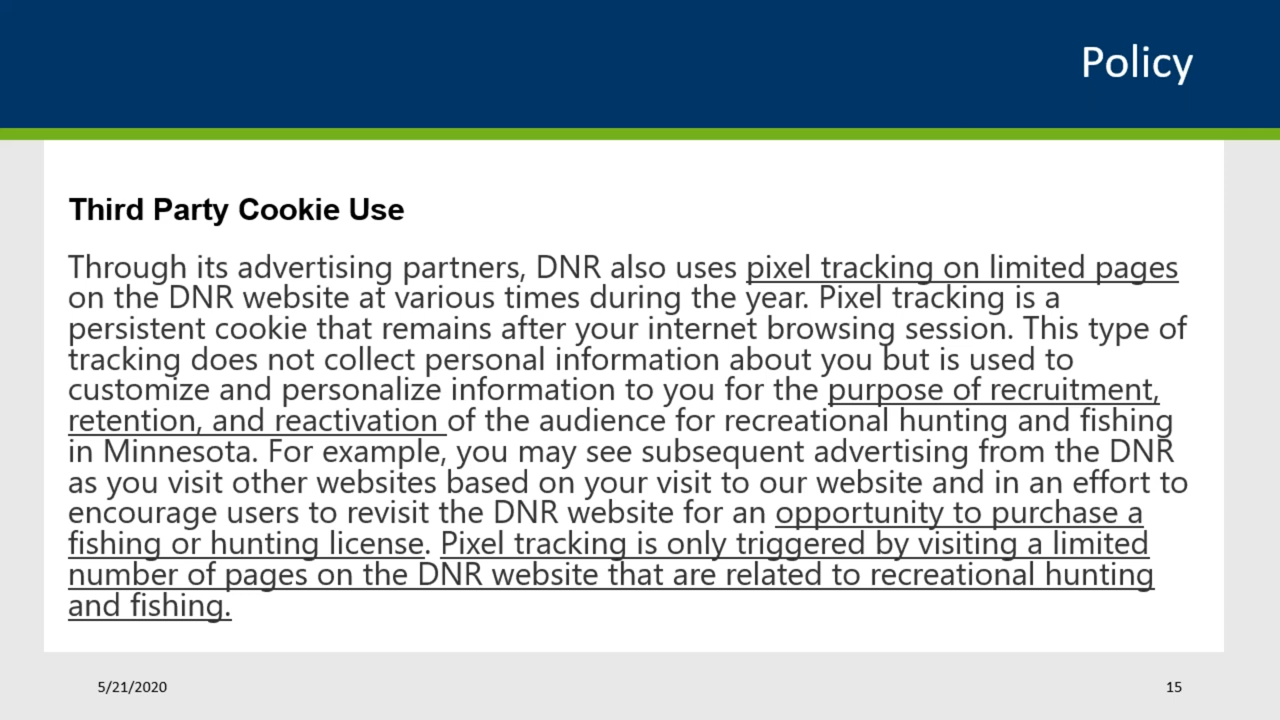 Policy
Third Party Cookie Use
Through its advertising partners, DNR also uses pixel tracking on limited pages
on the DNR website at various times during the year. Pixel tracking is a
persistent cookie that remains after your internet browsing session. This type of
tracking does not collect personal information about you but is used to
customize and personalize information to you for the purpose of recruitment,
retention, and reactivation of the audience for recreational hunting and fishing
in Minnesota. For example, you may see subsequent advertising from the DNR
as you visit other websites based on your visit to our website and in an effort to
encourage users to revisit the DNR website for an opportunity to purchase a
fishing or hunting license. Pixel tracking is only triggered by visiting a limited
number of pages on the DNR website that are related to recreational hunting
and fishing.
5/21/2020
15